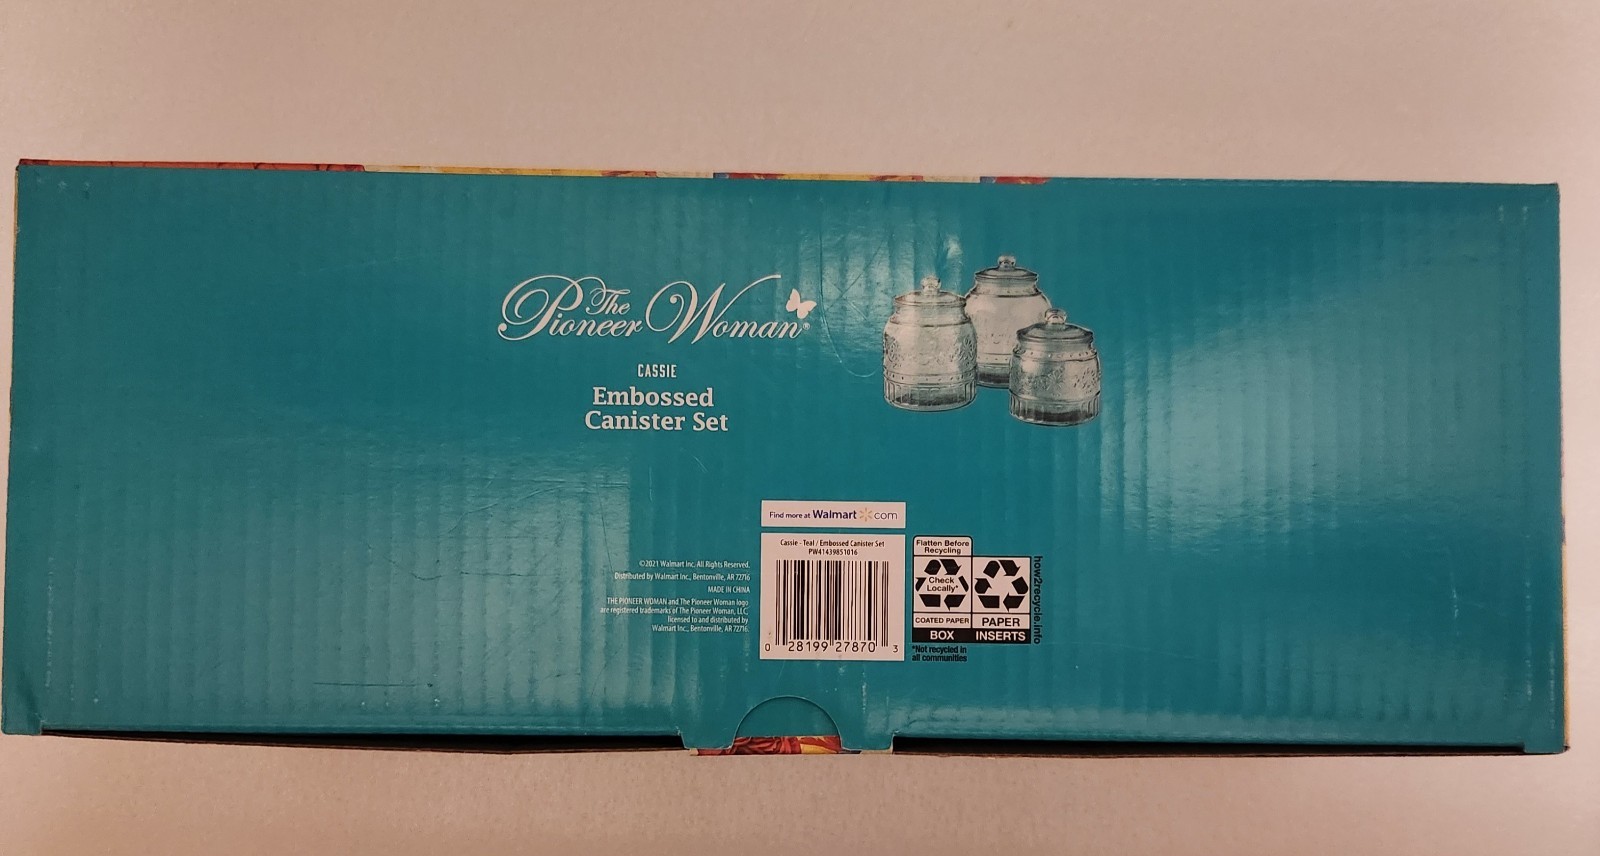 The
Pioneer Woman®
CASSIE
Embossed
Canister Set
Find more at Walmart com
Cassie - Teal / Embossed Canister Set
PW41439851016
0 28199 27870 3
©2021 Walmart Inc. All Rights Reserved.
Distributed by Walmart Inc., Bentonville, AR 72716
MADE IN CHINA
THE PIONEER WOMAN and The Pioneer Woman logo
are registered trademarks of The Pioneer Woman, LLC,
licensed to and distributed by
Walmart Inc., Bentonville, AR 72716.
Flatten Before
Recycling
Check
Locally*
COATED PAPER
BOX
PAPER
INSERTS
how2recycle.info
*Not recycled in
all communities